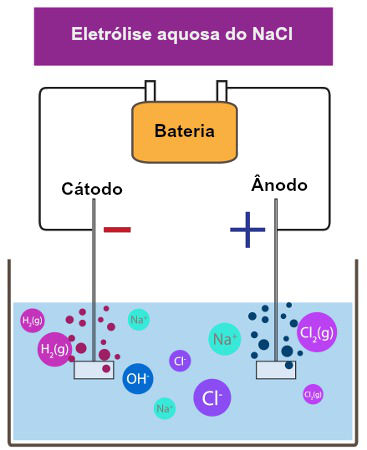 Eletrólise aquosa do NaCl
Bateria
Cátodo
Ânodo
−
+
H₂(g)
Na⁺
Cl₂(g)
Na⁺
H₂(g)
Cl⁻
OH⁻
Cl⁻
Cl₂(g)
Na⁺